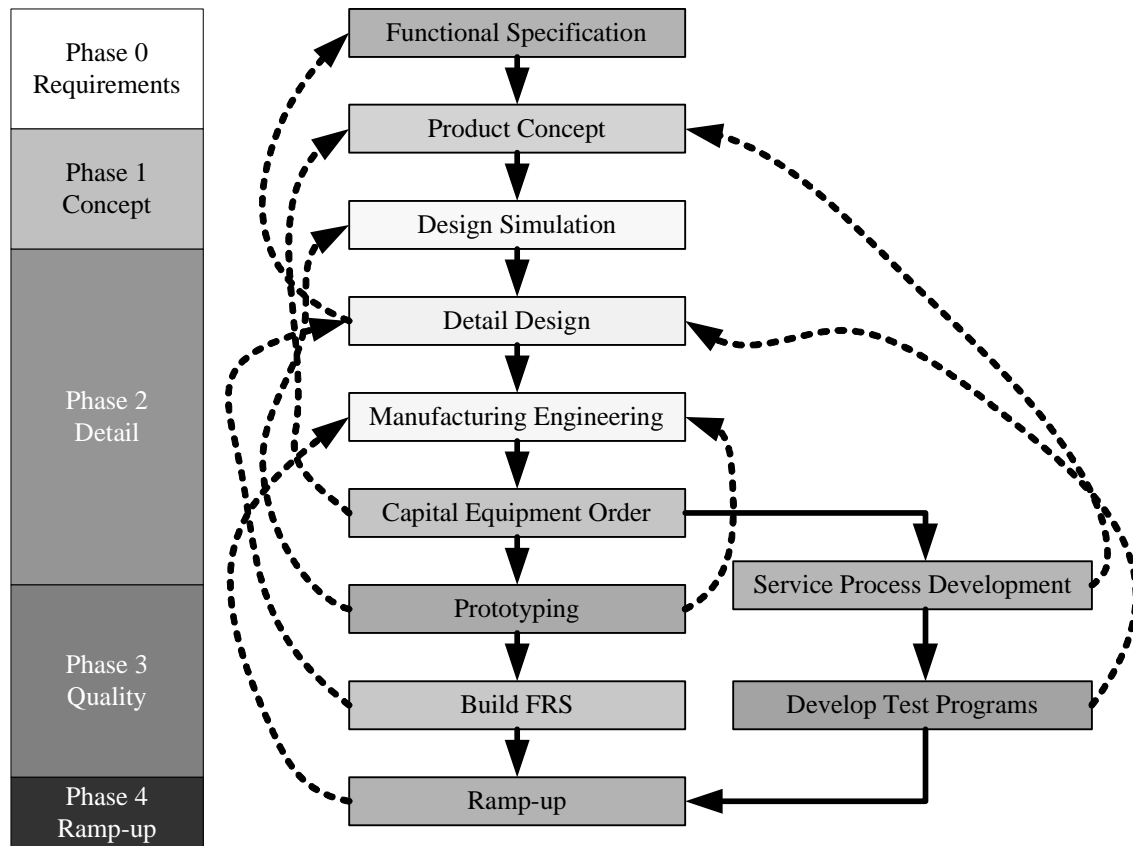 Phase 0
Requirements
Phase 1
Concept
Phase 2
Detail
Phase 3
Quality
Phase 4
Ramp-up
Functional Specification
Product Concept
Design Simulation
Detail Design
Manufacturing Engineering
Capital Equipment Order
Prototyping
Build FRS
Ramp-up
Service Process Development
Develop Test Programs